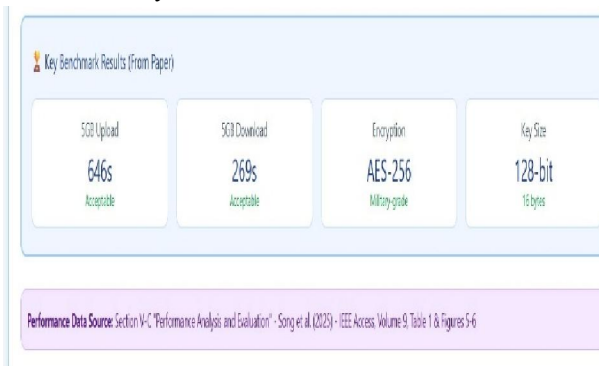 🏆 Key Benchmark Results (From Paper)
5GB Upload
646s
Acceptable
5GB Download
269s
Acceptable
Encryption
AES-256
Military-grade
Key Size
128-bit
16 bytes
Performance Data Source: Section V-C "Performance Analysis and Evaluation" - Song et al. (2025) - IEEE Access, Volume 9, Table 1 & Figures 5-6